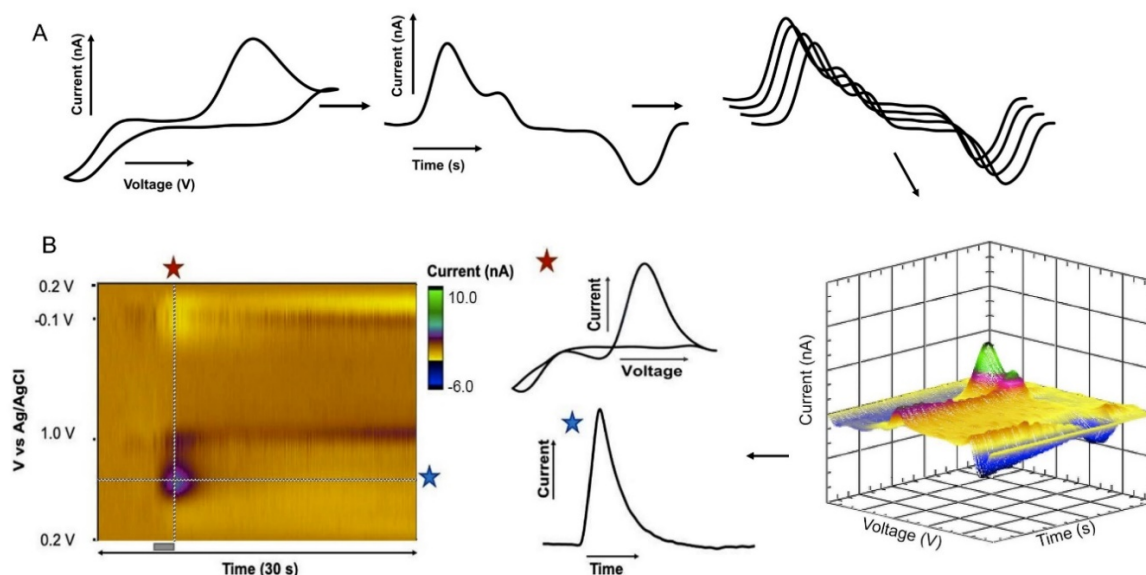 A
Current (nA)
Voltage (V)
Current (nA)
Time (s)
B
0.2 V
-0.1 V
1.0 V
0.2 V
V vs Ag/AgCl
Time (30 s)
Current (nA)
10.0
-6.0
Current
Voltage
Current
Time
Current (nA)
Voltage (V)
Time (s)